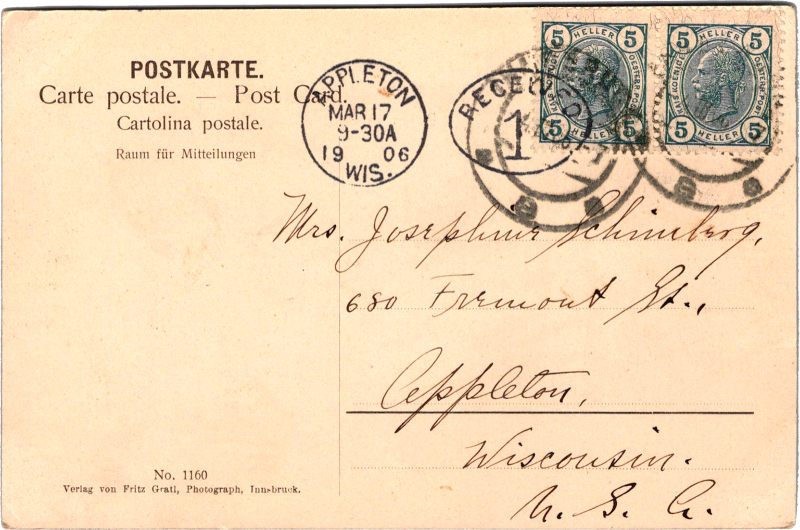 POSTKARTE.
Carte postale. — Post Card.
Cartolina postale.
Raum für Mitteilungen
APPLETON
MAR 17
9-30A
19 06
WIS.
RECEIVED
1
5 HELLER 5
5 HELLER 5
5 HELLER 5
5 HELLER 5
Mrs. Josephine Schineberg,
680 Fremont St.,
Appleton,
Wisconsin.
U. S. A.
No. 1160
Verlag von Fritz Gratl, Photograph, Innsbruck.